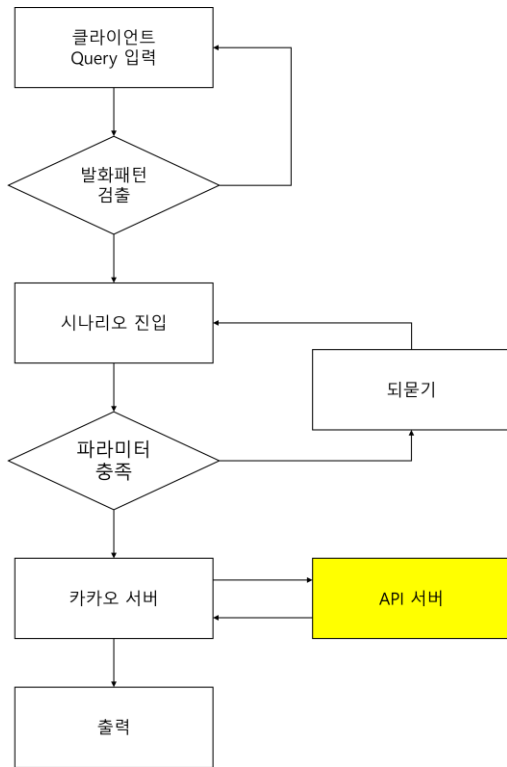 클라이언트
Query 입력
발화패턴
검출
시나리오 진입
되묻기
파라미터
충족
카카오 서버
API 서버
출력